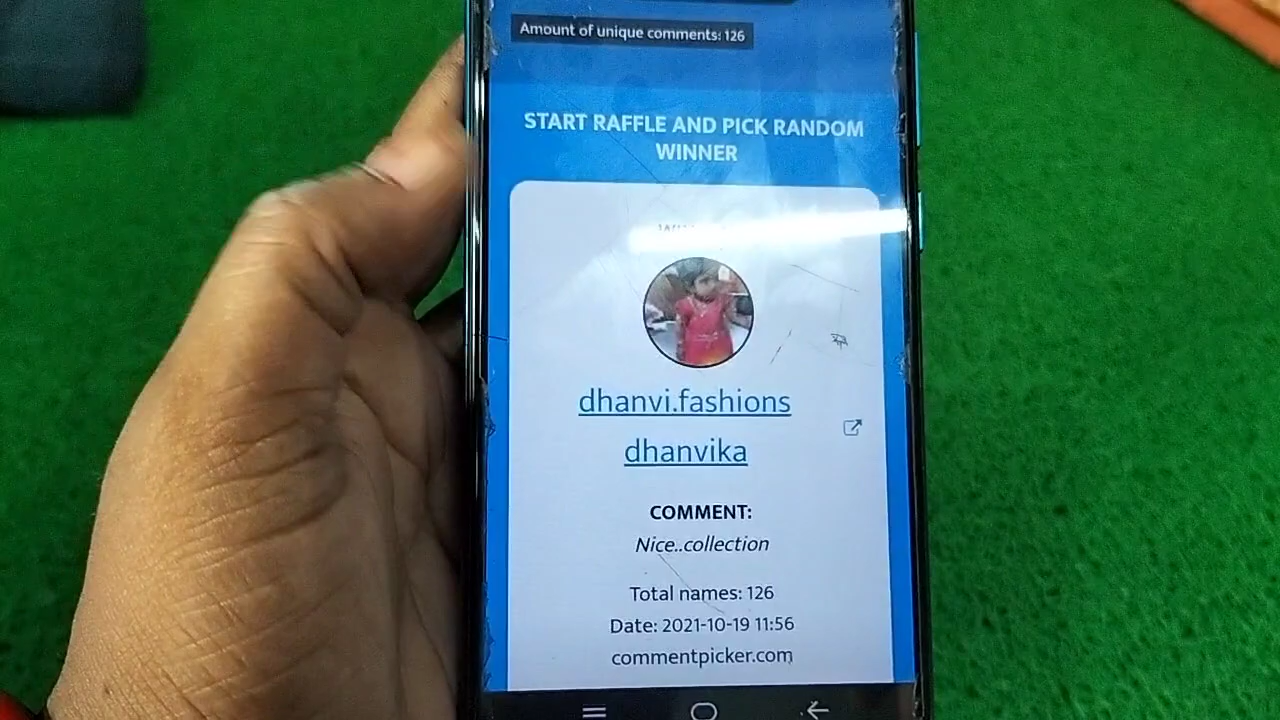 Amount of unique comments: 126
START RAFFLE AND PICK RANDOM
WINNER
dhanvi.fashions
dhanvika
COMMENT:
Nice..collection
Total names: 126
Date: 2021-10-19 11:56
commentpicker.com